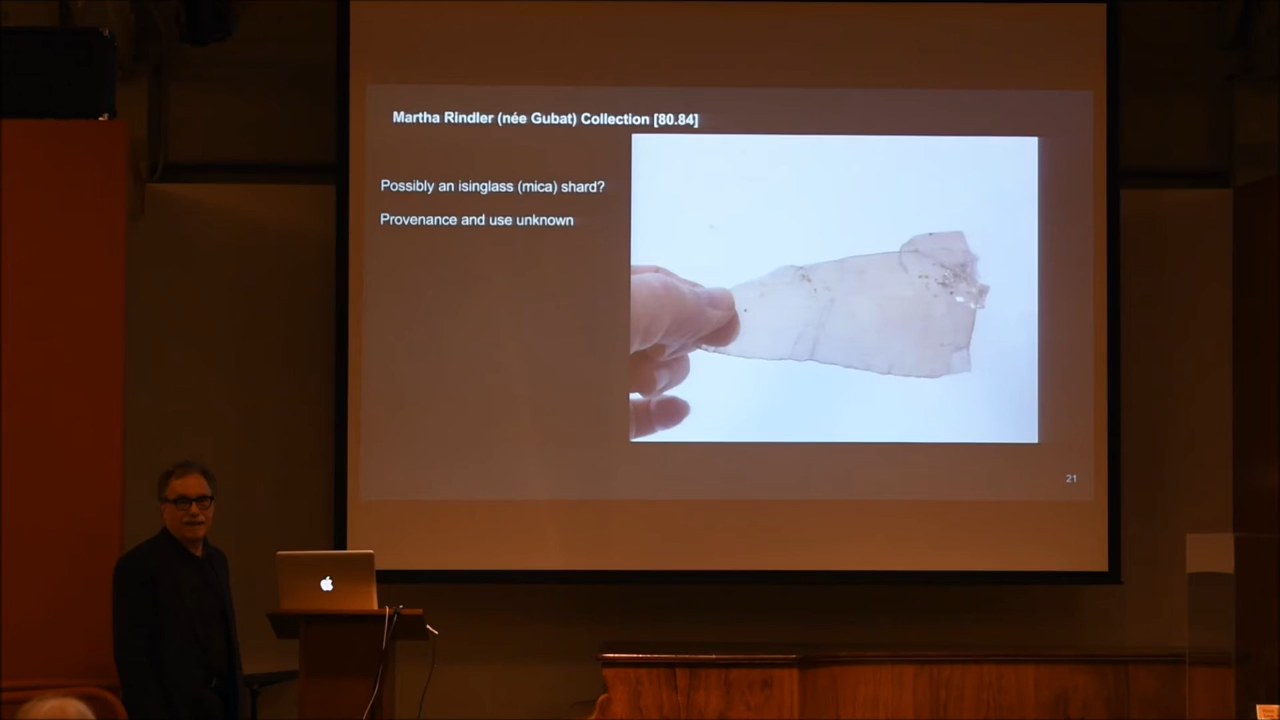 Martha Rindler (née Gubat) Collection [80.84]
Possibly an isinglass (mica) shard?
Provenance and use unknown
21